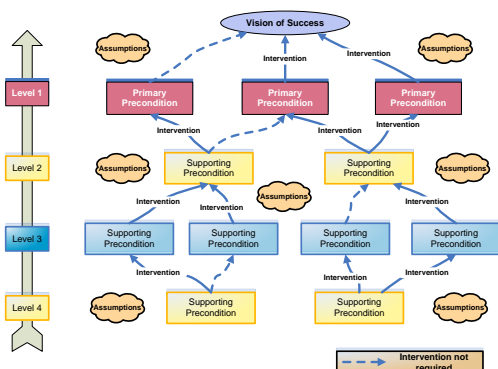 Vision of Success
Assumptions
Assumptions
Intervention
Intervention
Level 1
Primary
Precondition
Primary
Precondition
Primary
Precondition
Intervention
Intervention
Intervention
Level 2
Assumptions
Supporting
Precondition
Supporting
Precondition
Assumptions
Assumptions
Intervention
Intervention
Intervention
Level 3
Supporting
Precondition
Supporting
Precondition
Supporting
Precondition
Supporting
Precondition
Intervention
Intervention
Intervention
Level 4
Assumptions
Supporting
Precondition
Supporting
Precondition
Assumptions
Intervention not
required